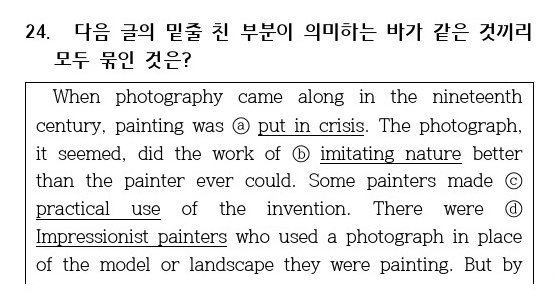 24. 다음 글의 밑줄 친 부분이 의미하는 바가 같은 것끼리
모두 묶인 것은?
When photography came along in the nineteenth
century, painting was ⓐ put in crisis. The photograph,
it seemed, did the work of ⓑ imitating nature better
than the painter ever could. Some painters made ⓒ
practical use of the invention. There were ⓓ
Impressionist painters who used a photograph in place
of the model or landscape they were painting. But by